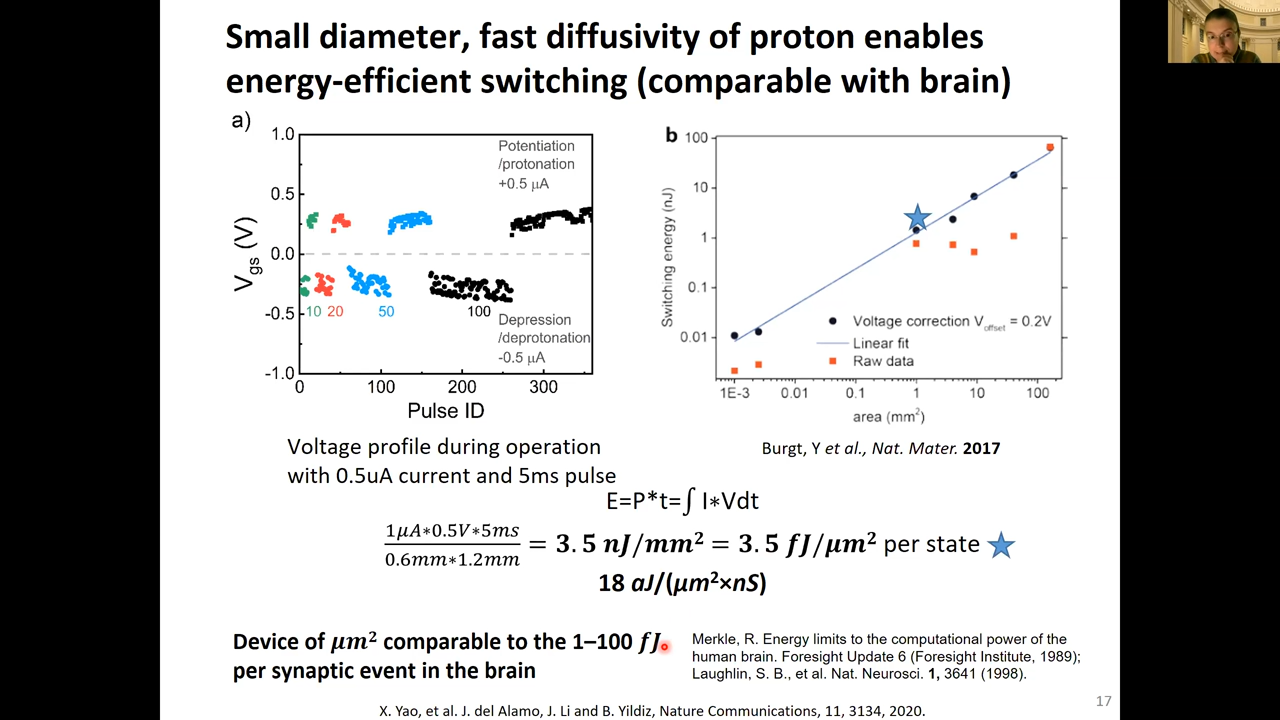 Small diameter, fast diffusivity of proton enables
energy-efficient switching (comparable with brain)
a)
1.0
0.5
0.0
-0.5
-1.0
Vgs (V)
Potentiation
/protonation
+0.5 μA
10
20
50
100
Depression
/deprotonation
-0.5 μA
0
100
200
300
Pulse ID
b
100
10
1
0.1
0.01
Switching energy (nJ)
Voltage correction Voffset = 0.2V
Linear fit
Raw data
1E-3
0.01
0.1
1
10
100
area (mm²)
Voltage profile during operation
with 0.5uA current and 5ms pulse
Burgt, Y et al., Nat. Mater. 2017
E=P*t=∫ I∗Vdt
1μA∗0.5V∗5ms
0.6mm∗1.2mm
= 3.5 nJ/mm² = 3.5 fJ/μm² per state
18 aJ/(μm²×nS)
Device of μm² comparable to the 1–100 fJ
per synaptic event in the brain
Merkle, R. Energy limits to the computational power of the
human brain. Foresight Update 6 (Foresight Institute, 1989);
Laughlin, S. B., et al. Nat. Neurosci. 1, 3641 (1998).
17
X. Yao, et al. J. del Alamo, J. Li and B. Yildiz, Nature Communications, 11, 3134, 2020.